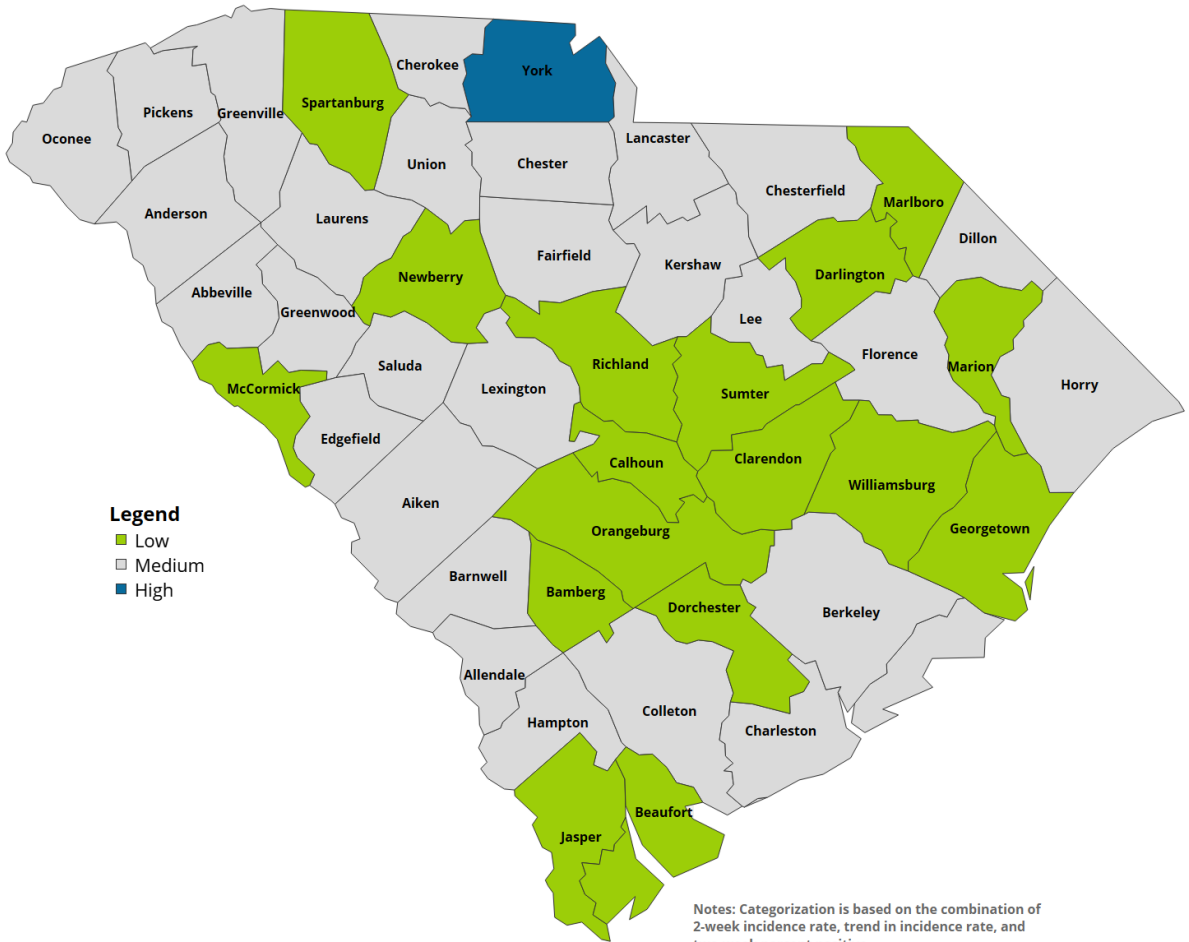 York
Cherokee
Spartanburg
Pickens
Greenville
Oconee
Lancaster
Union
Chester
Chesterfield
Marlboro
Anderson
Laurens
Dillon
Fairfield
Kershaw
Darlington
Newberry
Abbeville
Greenwood
Lee
Florence
Richland
Saluda
Marion
Horry
McCormick
Lexington
Sumter
Edgefield
Clarendon
Calhoun
Williamsburg
Aiken
Orangeburg
Georgetown
Legend
Low
Medium
High
Barnwell
Bamberg
Dorchester
Berkeley
Allendale
Colleton
Hampton
Charleston
Beaufort
Jasper
Notes: Categorization is based on the combination of
2-week incidence rate, trend in incidence rate, and